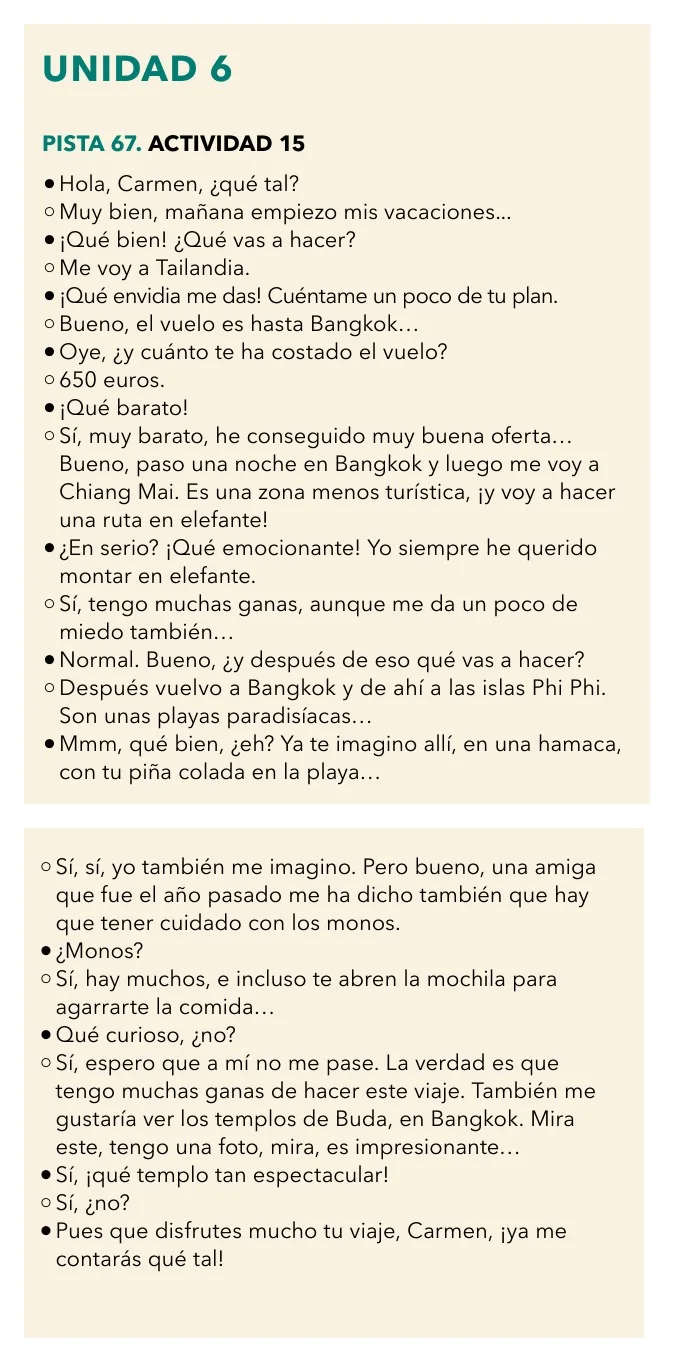 UNIDAD 6
PISTA 67. ACTIVIDAD 15
● Hola, Carmen, ¿qué tal?
○ Muy bien, mañana empiezo mis vacaciones...
● ¡Qué bien! ¿Qué vas a hacer?
○ Me voy a Tailandia.
● ¡Qué envidia me das! Cuéntame un poco de tu plan.
○ Bueno, el vuelo es hasta Bangkok…
● Oye, ¿y cuánto te ha costado el vuelo?
○ 650 euros.
● ¡Qué barato!
○ Sí, muy barato, he conseguido muy buena oferta…
Bueno, paso una noche en Bangkok y luego me voy a
Chiang Mai. Es una zona menos turística, ¡y voy a hacer
una ruta en elefante!
● ¿En serio? ¡Qué emocionante! Yo siempre he querido
montar en elefante.
○ Sí, tengo muchas ganas, aunque me da un poco de
miedo también…
● Normal. Bueno, ¿y después de eso qué vas a hacer?
○ Después vuelvo a Bangkok y de ahí a las islas Phi Phi.
Son unas playas paradisíacas…
● Mmm, qué bien, ¿eh? Ya te imagino allí, en una hamaca,
con tu piña colada en la playa…
○ Sí, sí, yo también me imagino. Pero bueno, una amiga
que fue el año pasado me ha dicho también que hay
que tener cuidado con los monos.
● ¿Monos?
○ Sí, hay muchos, e incluso te abren la mochila para
agarrarte la comida…
● Qué curioso, ¿no?
○ Sí, espero que a mí no me pase. La verdad es que
tengo muchas ganas de hacer este viaje. También me
gustaría ver los templos de Buda, en Bangkok. Mira
este, tengo una foto, mira, es impresionante…
● Sí, ¡qué templo tan espectacular!
○ Sí, ¿no?
● Pues que disfrutes mucho tu viaje, Carmen, ¡ya me
contarás qué tal!